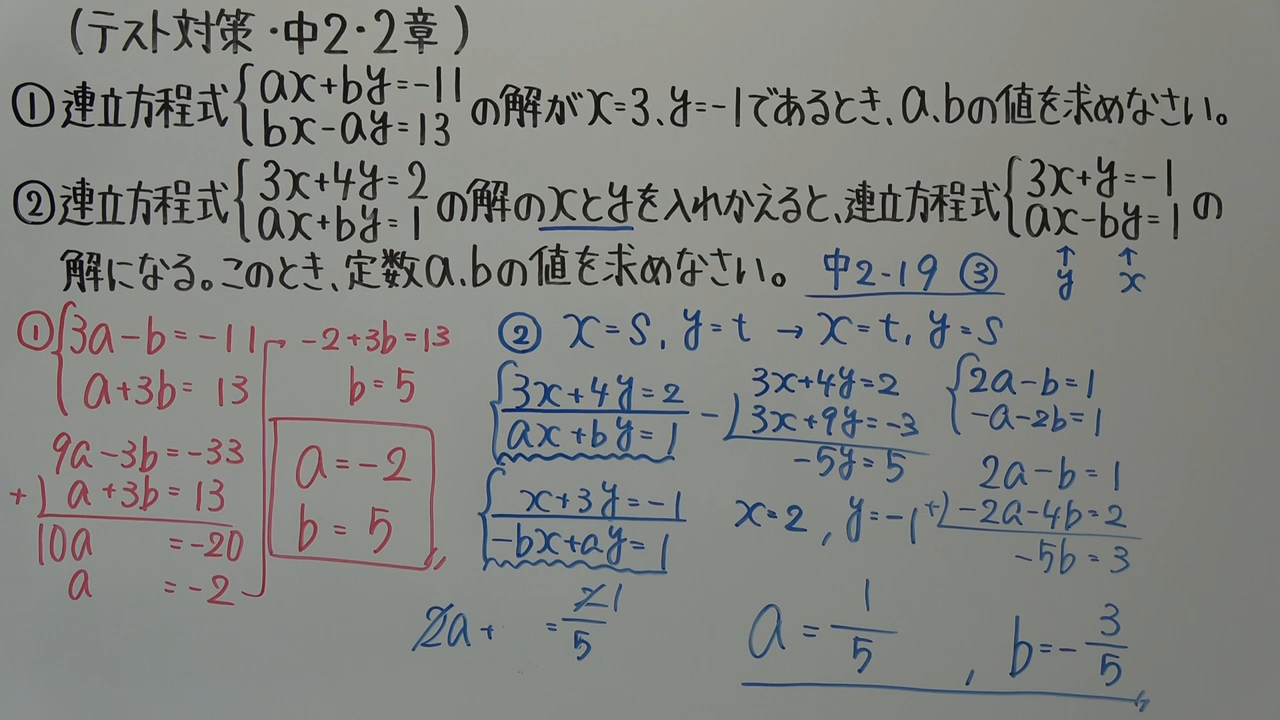 (テスト対策・中2・2章)
①連立方程式{ax+by=-11 bx-ay=13の解がx=3、y=-1であるとき、a、bの値を求めなさい。
②連立方程式{3x+4y=2 ax+by=1の解のxとyを入れかえると、連立方程式{3x+y=-1 ax-by=1の
解になる。このとき、定数a、bの値を求めなさい。 中2-19 ③ ↑y ↑x
①{3a-b=-11
a+3b=13
9a-3b=-33
+) a+3b=13
10a =-20
a =-2
→ -2+3b=13
b=5
a=-2
b=5
② x=s, y=t → x=t, y=s
{3x+4y=2
ax+by=1
{x+3y=-1
-bx+ay=1
3x+4y=2
-) 3x+9y=-3
-5y=5
x=2, y=-1
{2a-b=1
-a-2b=1
2a-b=1
+) -2a-4b=2
-5b=3
2a+ =2/5 1
a=1/5, b=-3/5